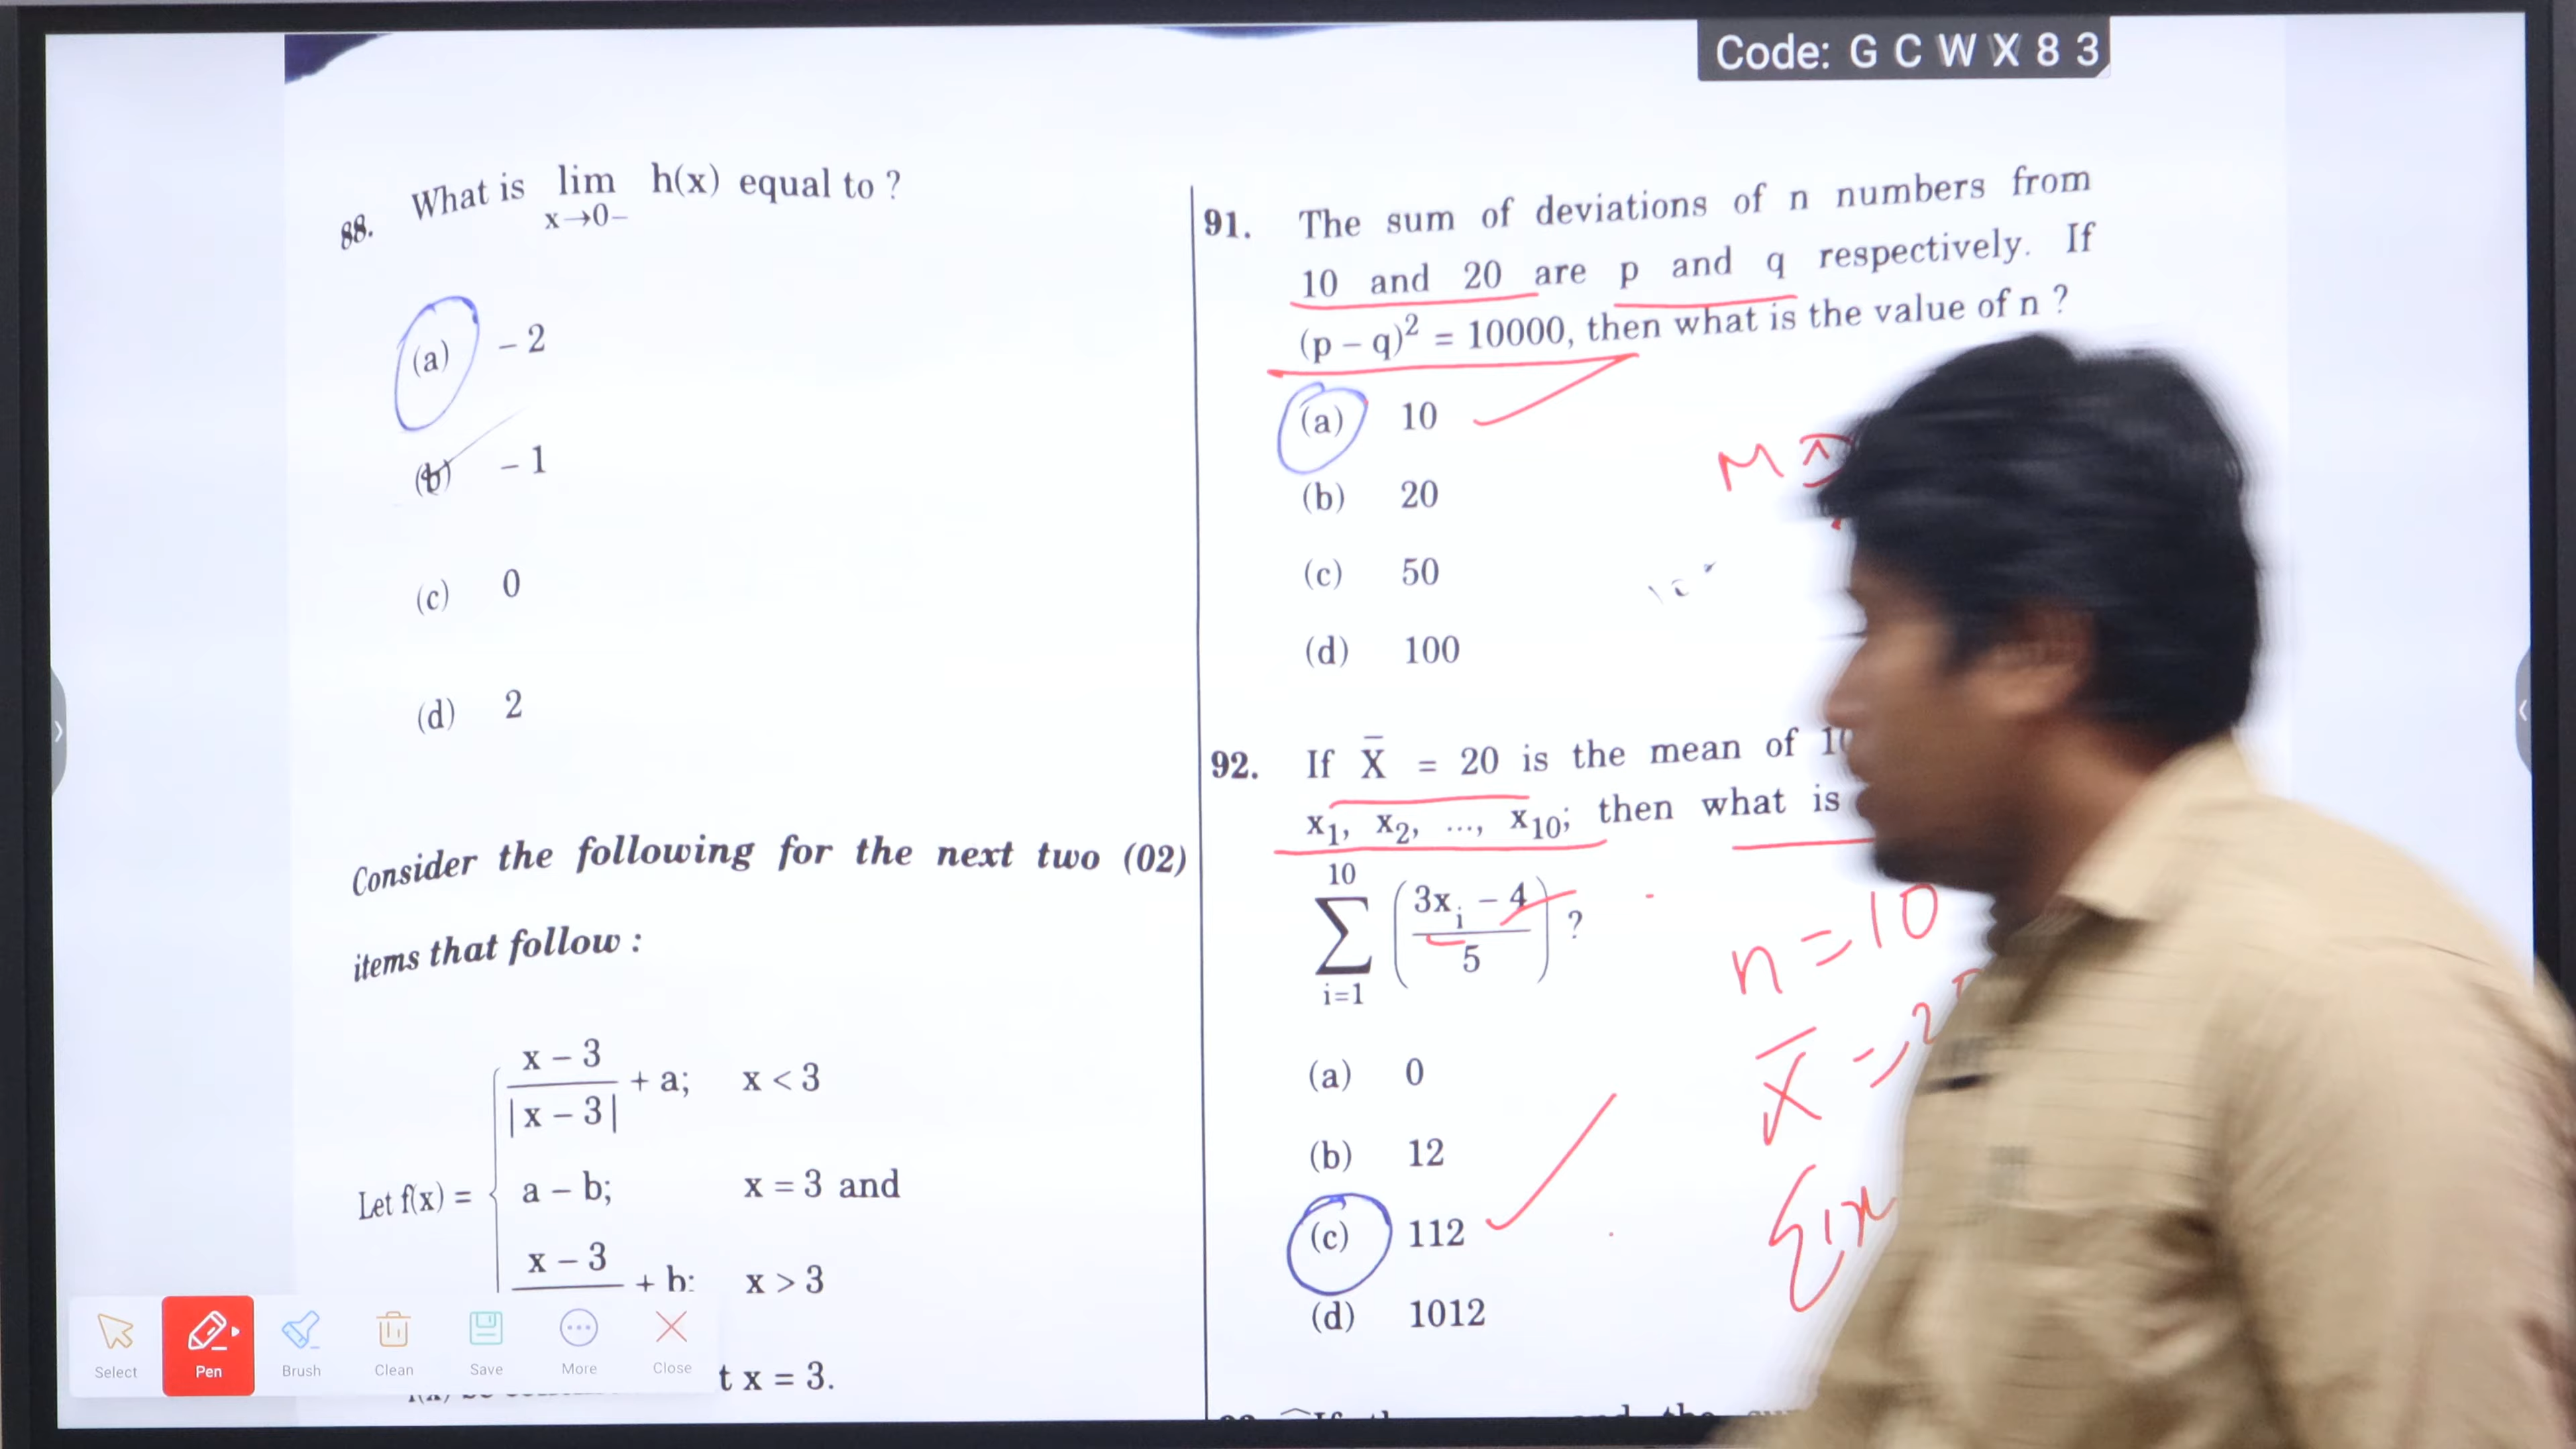 Code: G C W X 8 3
88. What is lim h(x) equal to ?
x→0–
(a) – 2
(b) – 1
(c) 0
(d) 2
Consider the following for the next two (02)
items that follow :
x – 3
|x – 3|
+ a; x < 3
Let f(x) = a – b; x = 3 and
x – 3
+ b; x > 3
t x = 3.
Select Pen Brush Clean Save More Close
91. The sum of deviations of n numbers from
10 and 20 are p and q respectively. If
(p – q)² = 10000, then what is the value of n ?
(a) 10
(b) 20
(c) 50
(d) 100
M
92. If X̄ = 20 is the mean of 10
x₁, x₂, ..., x₁₀; then what is
10
∑ (3xᵢ – 4 / 5) ?
i=1
(a) 0
(b) 12
(c) 112
(d) 1012
n = 10